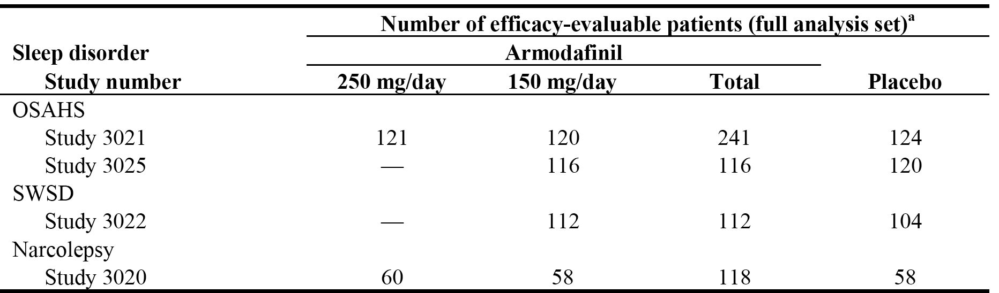 Number of efficacy-evaluable patients (full analysis set)a
Sleep disorder Armodafinil
Study number 250 mg/day 150 mg/day Total Placebo
OSAHS
Study 3021 121 120 241 124
Study 3025 — 116 116 120
SWSD
Study 3022 — 112 112 104
Narcolepsy
Study 3020 60 58 118 58